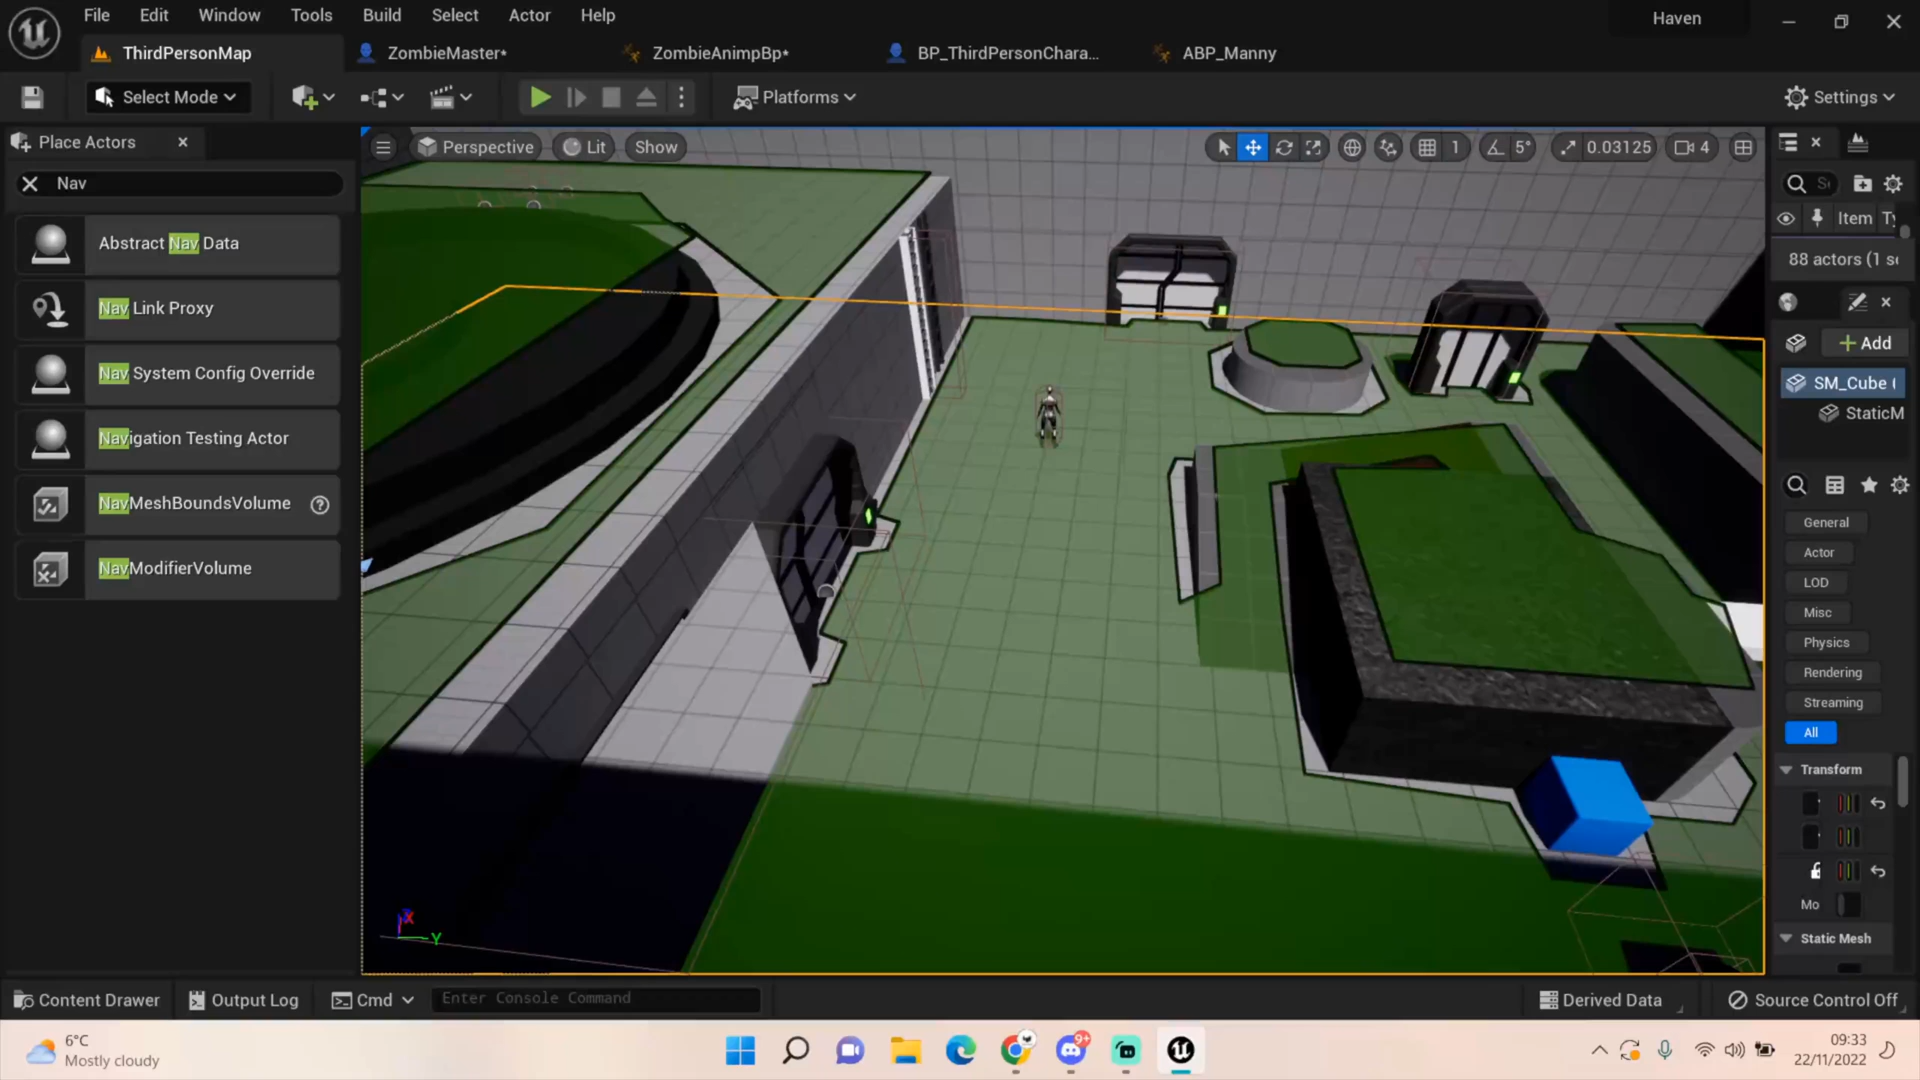 File Edit Window Tools Build Select Actor Help
Haven
ThirdPersonMap
ZombieMaster*
ZombieAnimpBp*
BP_ThirdPersonChara...
ABP_Manny
Select Mode
Platforms
Settings
Place Actors
Perspective
Lit
Show
1
5°
0.03125
4
Nav
Abstract Nav Data
Nav Link Proxy
Nav System Config Override
Navigation Testing Actor
NavMeshBoundsVolume
NavModifierVolume
Item
88 actors (1 s
Add
SM_Cube
StaticM
General
Actor
LOD
Misc
Physics
Rendering
Streaming
All
Transform
Mo
Static Mesh
X
Y
Content Drawer
Output Log
Cmd
Enter Console Command
Derived Data
Source Control Off
6°C
Mostly cloudy
9+
09:33
22/11/2022